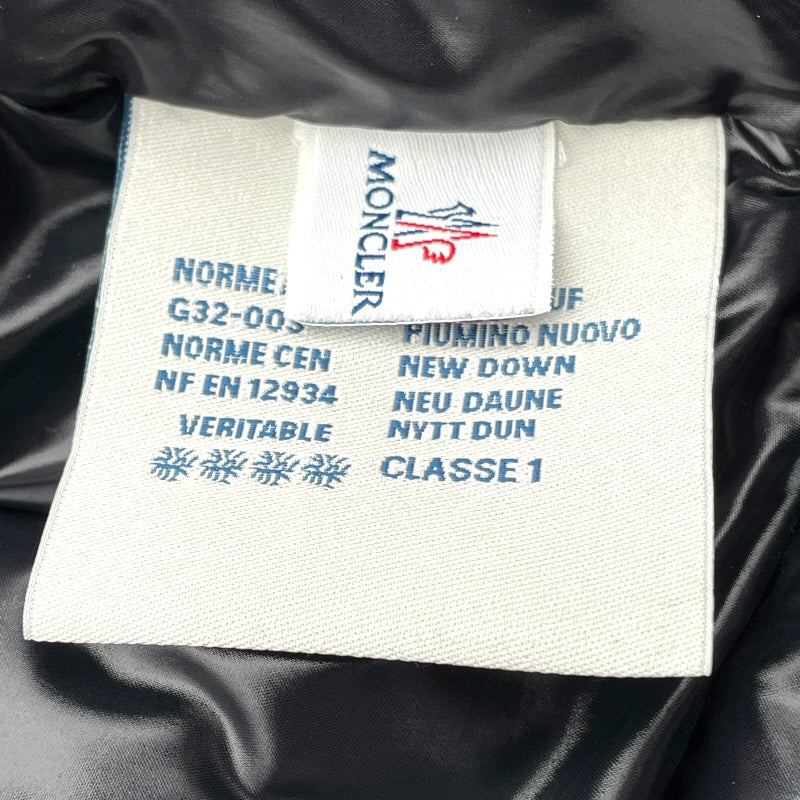 MONCLER
NORME
G32-003
NORME CEN
NF EN 12934
VERITABLE
PIUMINO NUOVO
NEW DOWN
NEU DAUNE
NYTT DUN
CLASSE 1